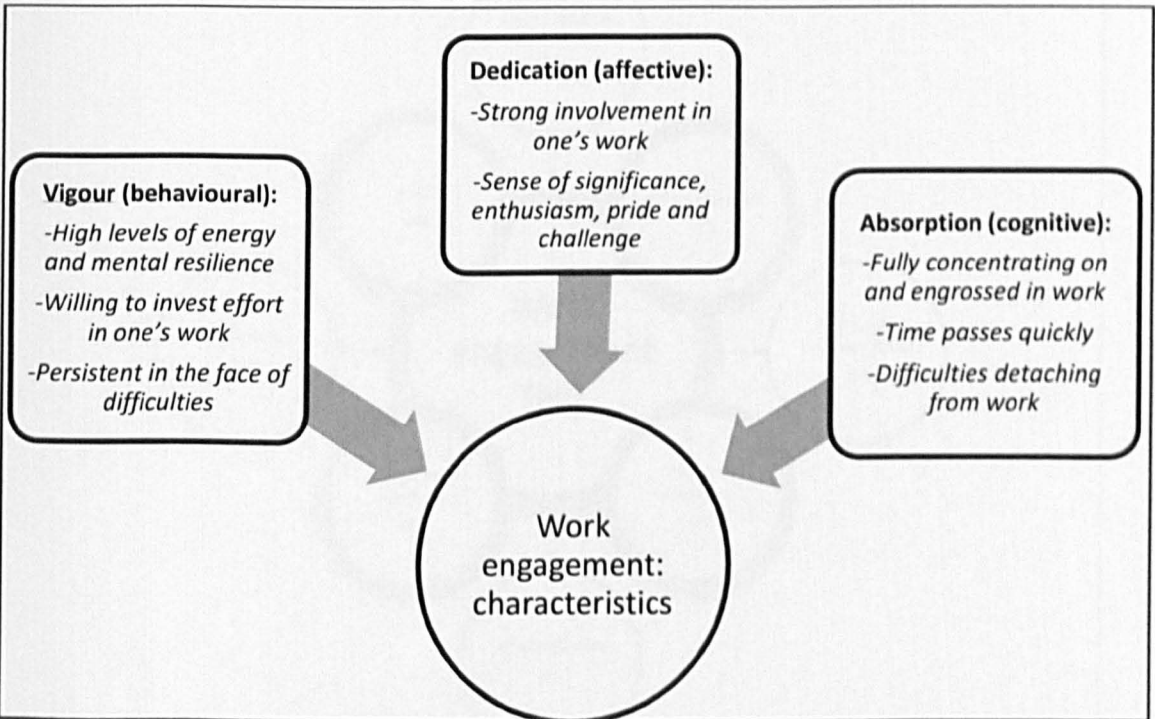 Dedication (affective):
-Strong involvement in
one's work
-Sense of significance,
enthusiasm, pride and
challenge
Vigour (behavioural):
-High levels of energy
and mental resilience
-Willing to invest effort
in one's work
-Persistent in the face of
difficulties
Absorption (cognitive):
-Fully concentrating on
and engrossed in work
-Time passes quickly
-Difficulties detaching
from work
Work
engagement:
characteristics